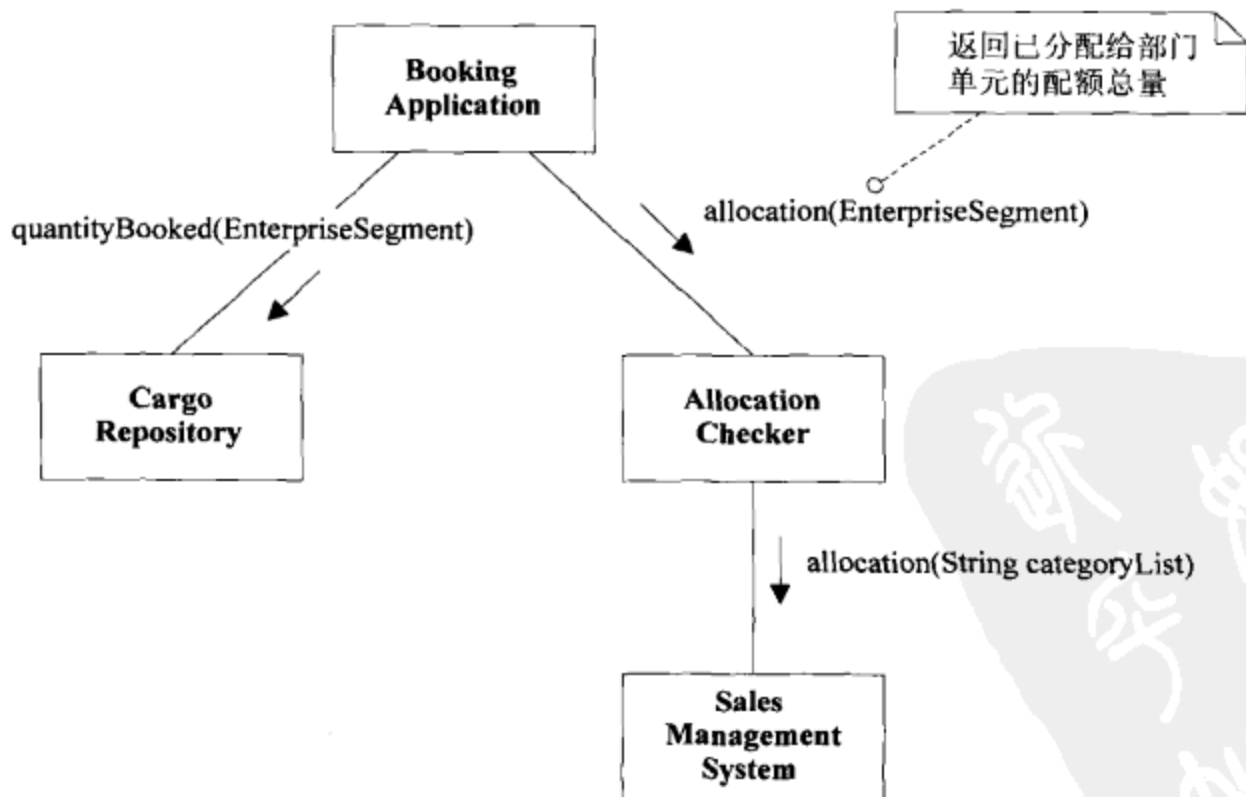 Booking
Application
返回已分配给部门
单元的配额总量
quantityBooked(EnterpriseSegment)
allocation(EnterpriseSegment)
Cargo
Repository
Allocation
Checker
allocation(String categoryList)
Sales
Management
System